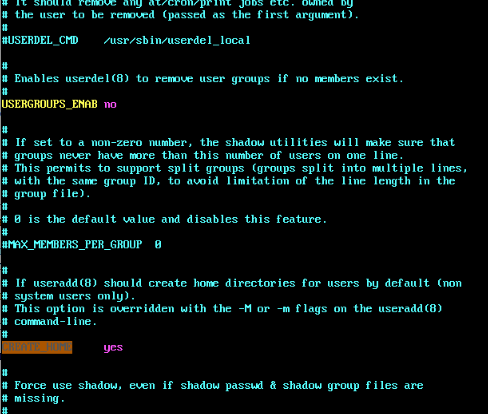 # It should remove any at/cron/print jobs etc. owned by
# the user to be removed (passed as the first argument).
#
#USERDEL_CMD /usr/sbin/userdel_local
#
# Enables userdel(8) to remove user groups if no members exist.
#
USERGROUPS_ENAB no
#
# If set to a non-zero number, the shadow utilities will make sure that
# groups never have more than this number of users on one line.
# This permits to support split groups (groups split into multiple lines,
# with the same group ID, to avoid limitation of the line length in the
# group file).
#
# 0 is the default value and disables this feature.
#
#MAX_MEMBERS_PER_GROUP 0
#
# If useradd(8) should create home directories for users by default (non
# system users only).
# This option is overridden with the -M or -m flags on the useradd(8)
# command-line.
#
CREATE_HOME yes
#
# Force use shadow, even if shadow passwd & shadow group files are
# missing.
#